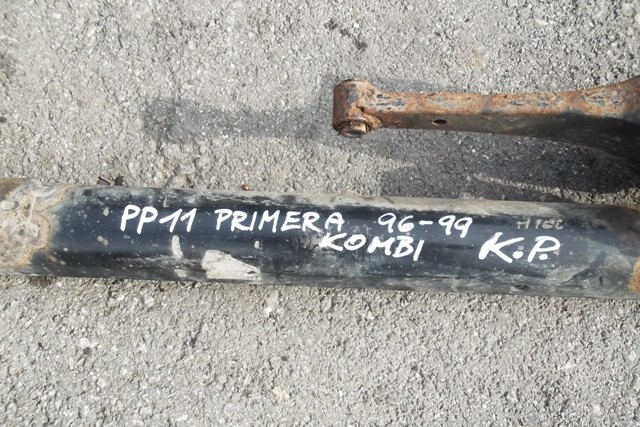 PP11 PRIMERA 96-99
KOMBI K.P.